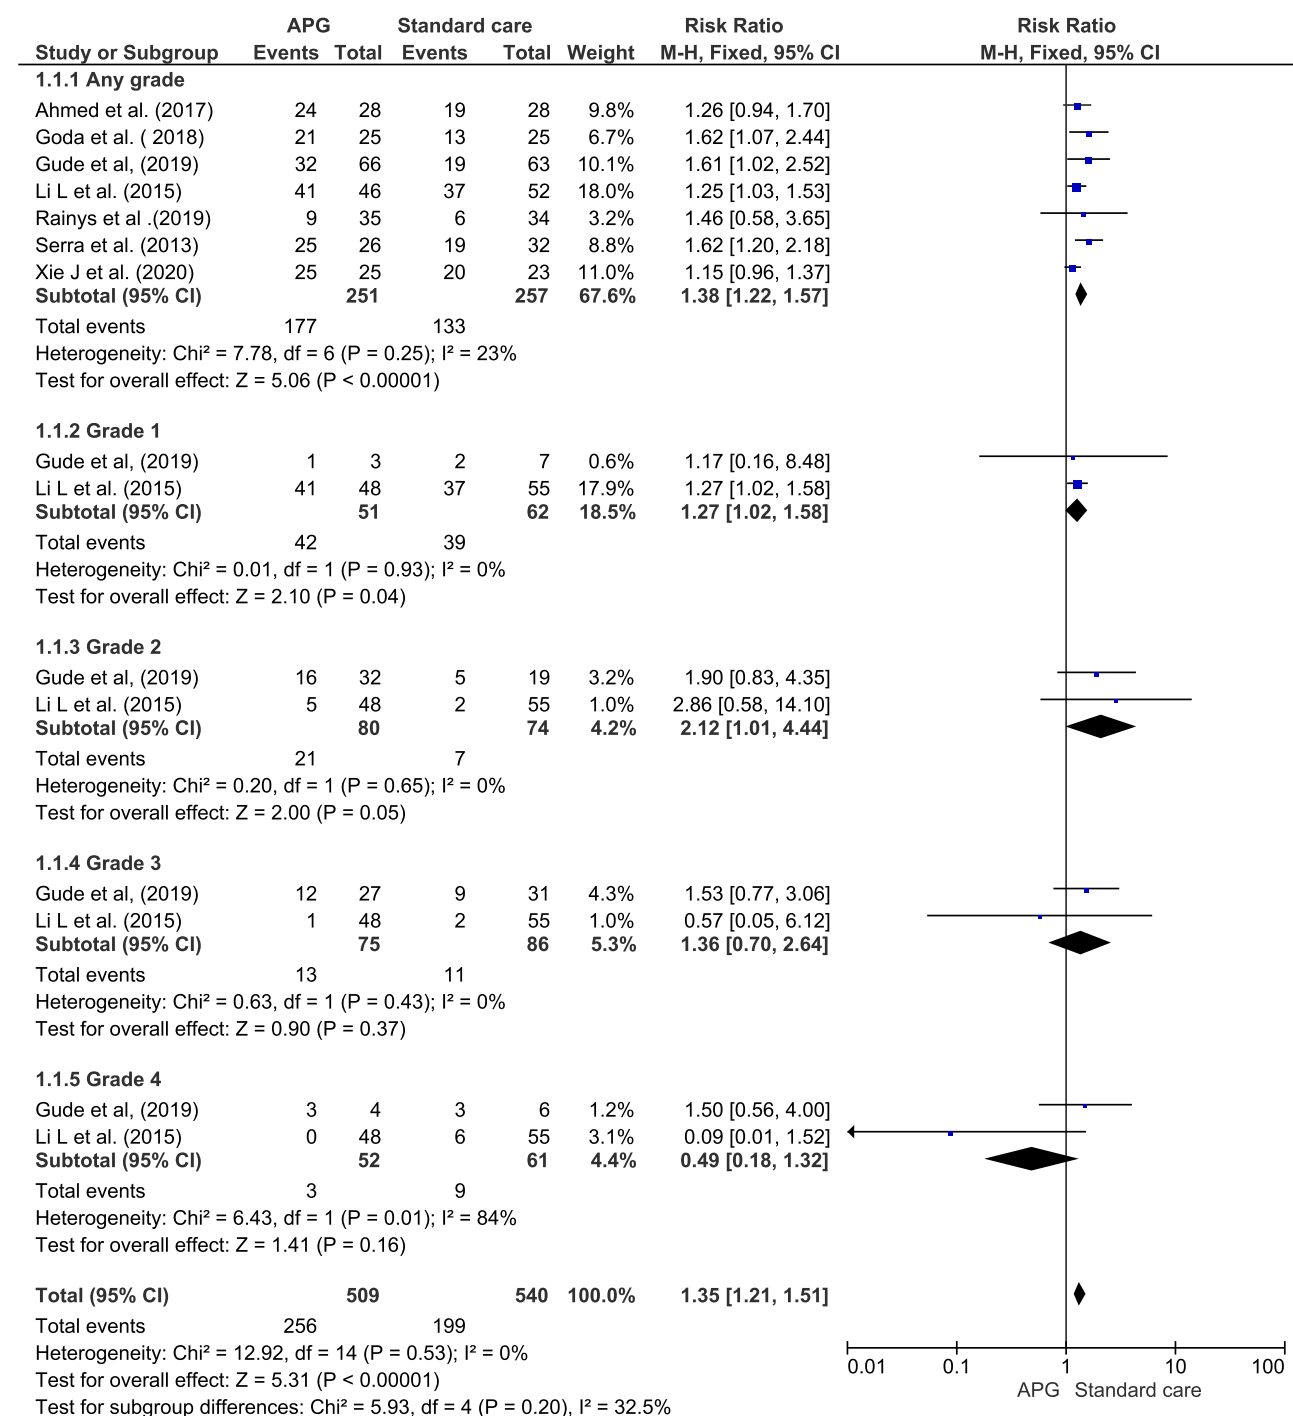 APG Standard care Risk Ratio Risk Ratio
Study or Subgroup Events Total Events Total Weight M-H, Fixed, 95% CI M-H, Fixed, 95% CI
1.1.1 Any grade
Ahmed et al. (2017) 24 28 19 28 9.8% 1.26 [0.94, 1.70]
Goda et al. ( 2018) 21 25 13 25 6.7% 1.62 [1.07, 2.44]
Gude et al, (2019) 32 66 19 63 10.1% 1.61 [1.02, 2.52]
Li L et al. (2015) 41 46 37 52 18.0% 1.25 [1.03, 1.53]
Rainys et al .(2019) 9 35 6 34 3.2% 1.46 [0.58, 3.65]
Serra et al. (2013) 25 26 19 32 8.8% 1.62 [1.20, 2.18]
Xie J et al. (2020) 25 25 20 23 11.0% 1.15 [0.96, 1.37]
Subtotal (95% CI) 251 257 67.6% 1.38 [1.22, 1.57]
Total events 177 133
Heterogeneity: Chi² = 7.78, df = 6 (P = 0.25); I² = 23%
Test for overall effect: Z = 5.06 (P < 0.00001)
1.1.2 Grade 1
Gude et al, (2019) 1 3 2 7 0.6% 1.17 [0.16, 8.48]
Li L et al. (2015) 41 48 37 55 17.9% 1.27 [1.02, 1.58]
Subtotal (95% CI) 51 62 18.5% 1.27 [1.02, 1.58]
Total events 42 39
Heterogeneity: Chi² = 0.01, df = 1 (P = 0.93); I² = 0%
Test for overall effect: Z = 2.10 (P = 0.04)
1.1.3 Grade 2
Gude et al, (2019) 16 32 5 19 3.2% 1.90 [0.83, 4.35]
Li L et al. (2015) 5 48 2 55 1.0% 2.86 [0.58, 14.10]
Subtotal (95% CI) 80 74 4.2% 2.12 [1.01, 4.44]
Total events 21 7
Heterogeneity: Chi² = 0.20, df = 1 (P = 0.65); I² = 0%
Test for overall effect: Z = 2.00 (P = 0.05)
1.1.4 Grade 3
Gude et al, (2019) 12 27 9 31 4.3% 1.53 [0.77, 3.06]
Li L et al. (2015) 1 48 2 55 1.0% 0.57 [0.05, 6.12]
Subtotal (95% CI) 75 86 5.3% 1.36 [0.70, 2.64]
Total events 13 11
Heterogeneity: Chi² = 0.63, df = 1 (P = 0.43); I² = 0%
Test for overall effect: Z = 0.90 (P = 0.37)
1.1.5 Grade 4
Gude et al, (2019) 3 4 3 6 1.2% 1.50 [0.56, 4.00]
Li L et al. (2015) 0 48 6 55 3.1% 0.09 [0.01, 1.52]
Subtotal (95% CI) 52 61 4.4% 0.49 [0.18, 1.32]
Total events 3 9
Heterogeneity: Chi² = 6.43, df = 1 (P = 0.01); I² = 84%
Test for overall effect: Z = 1.41 (P = 0.16)
Total (95% CI) 509 540 100.0% 1.35 [1.21, 1.51]
Total events 256 199
Heterogeneity: Chi² = 12.92, df = 14 (P = 0.53); I² = 0%
Test for overall effect: Z = 5.31 (P < 0.00001)
Test for subgroup differences: Chi² = 5.93, df = 4 (P = 0.20), I² = 32.5%
0.01 0.1 1 10 100
APG Standard care